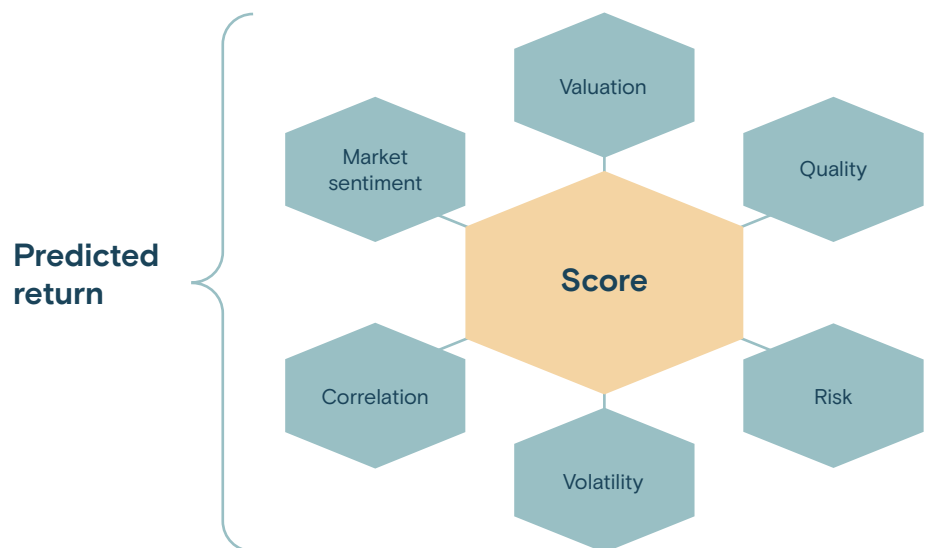 Predicted
return
Valuation
Market
sentiment
Quality
Score
Correlation
Risk
Volatility